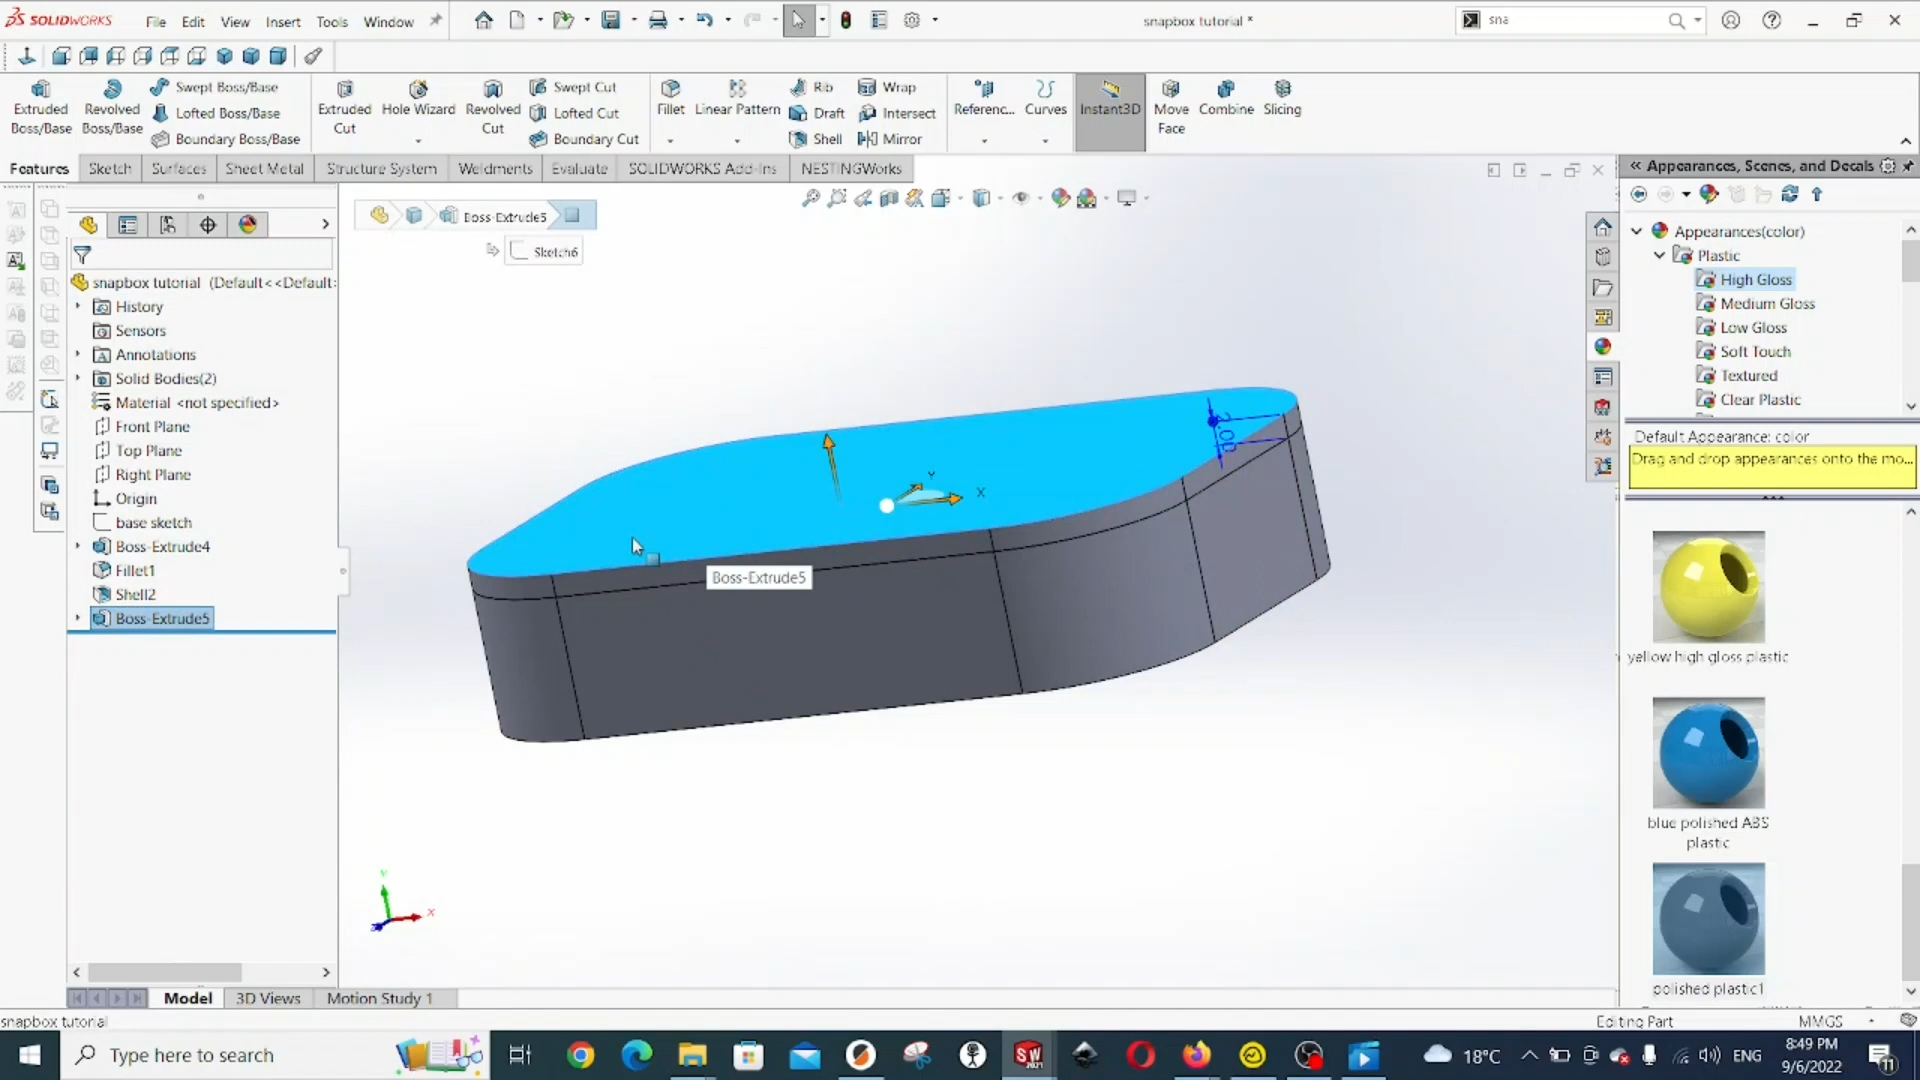 SOLIDWORKS
File Edit View Insert Tools Window
snapbox tutorial *
sna
Extruded Boss/Base
Revolved Boss/Base
Swept Boss/Base
Lofted Boss/Base
Boundary Boss/Base
Extruded Cut
Hole Wizard
Revolved Cut
Swept Cut
Lofted Cut
Boundary Cut
Fillet
Linear Pattern
Rib
Draft
Shell
Wrap
Intersect
Mirror
Referenc...
Curves
Instant3D
Move Face
Combine
Slicing
Features Sketch Surfaces Sheet Metal Structure System Weldments Evaluate SOLIDWORKS Add-Ins NESTINGWorks
Boss-Extrude5
Sketch6
snapbox tutorial (Default<<Default:
History
Sensors
Annotations
Solid Bodies(2)
Material <not specified>
Front Plane
Top Plane
Right Plane
Origin
base sketch
Boss-Extrude4
Fillet1
Shell2
Boss-Extrude5
Y
X
Boss-Extrude5
Y
X
« Appearances, Scenes, and Decals
Appearances(color)
Plastic
High Gloss
Medium Gloss
Low Gloss
Soft Touch
Textured
Clear Plastic
Default Appearance: color
Drag and drop appearances onto the mo...
yellow high gloss plastic
blue polished ABS
plastic
polished plastic1
Model 3D Views Motion Study 1
snapbox tutorial
Editing Part MMGS
Type here to search
SW
2021
18°C
ENG
8:49 PM
9/6/2022
11